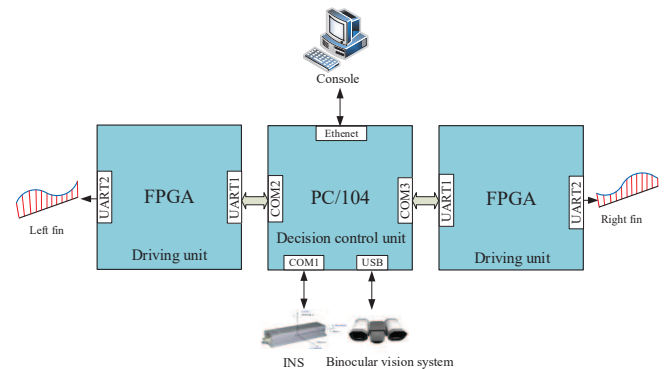 Console
Ethenet
FPGA
UART2
UART1
Driving unit
Left fin
PC/104
COM2
COM3
Decision control unit
COM1
USB
FPGA
UART1
UART2
Driving unit
Right fin
INS
Binocular vision system